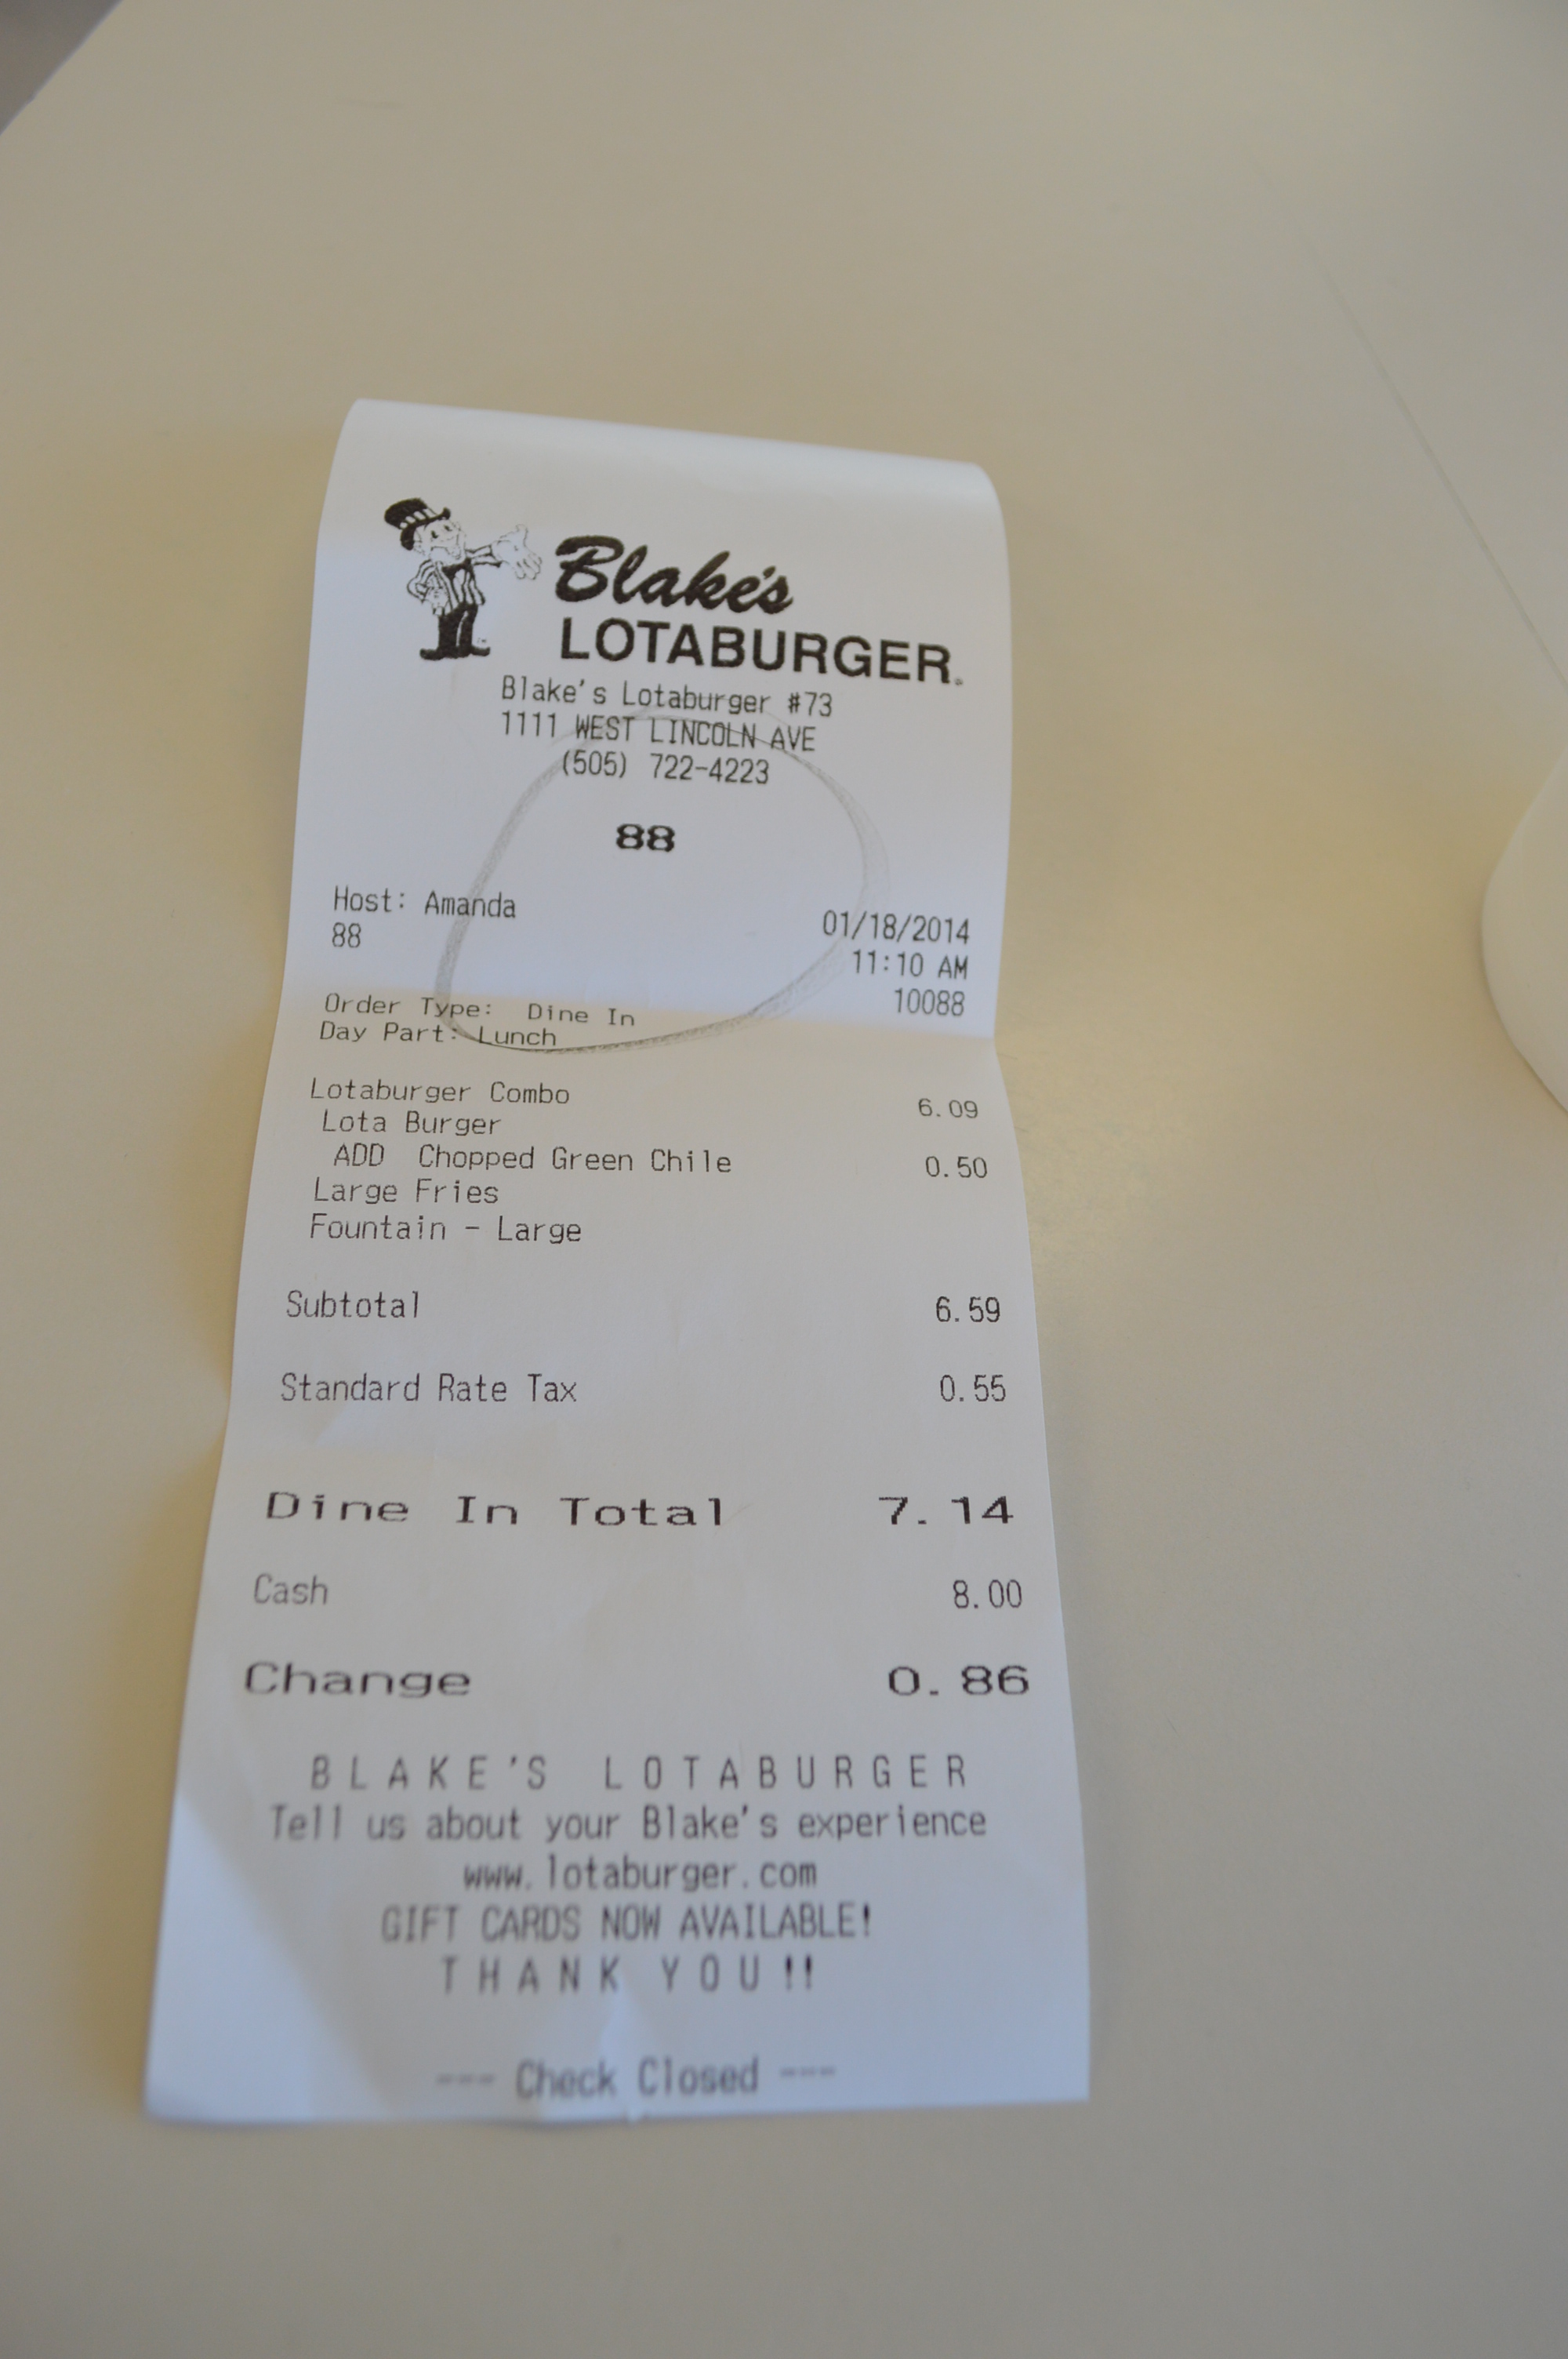 Blake's
LOTABURGER.
Blake's Lotaburger #73
1111 WEST LINCOLN AVE
(505) 722-4223
88
Host: Amanda 01/18/2014
88 11:10 AM
10088
Order Type: Dine In
Day Part: Lunch
Lotaburger Combo 6.09
Lota Burger
ADD Chopped Green Chile 0.50
Large Fries
Fountain - Large
Subtotal 6.59
Standard Rate Tax 0.55
Dine In Total 7.14
Cash 8.00
Change 0.86
BLAKE'S LOTABURGER
Tell us about your Blake's experience
www.lotaburger.com
GIFT CARDS NOW AVAILABLE!
THANK YOU!!
--- Check Closed ---